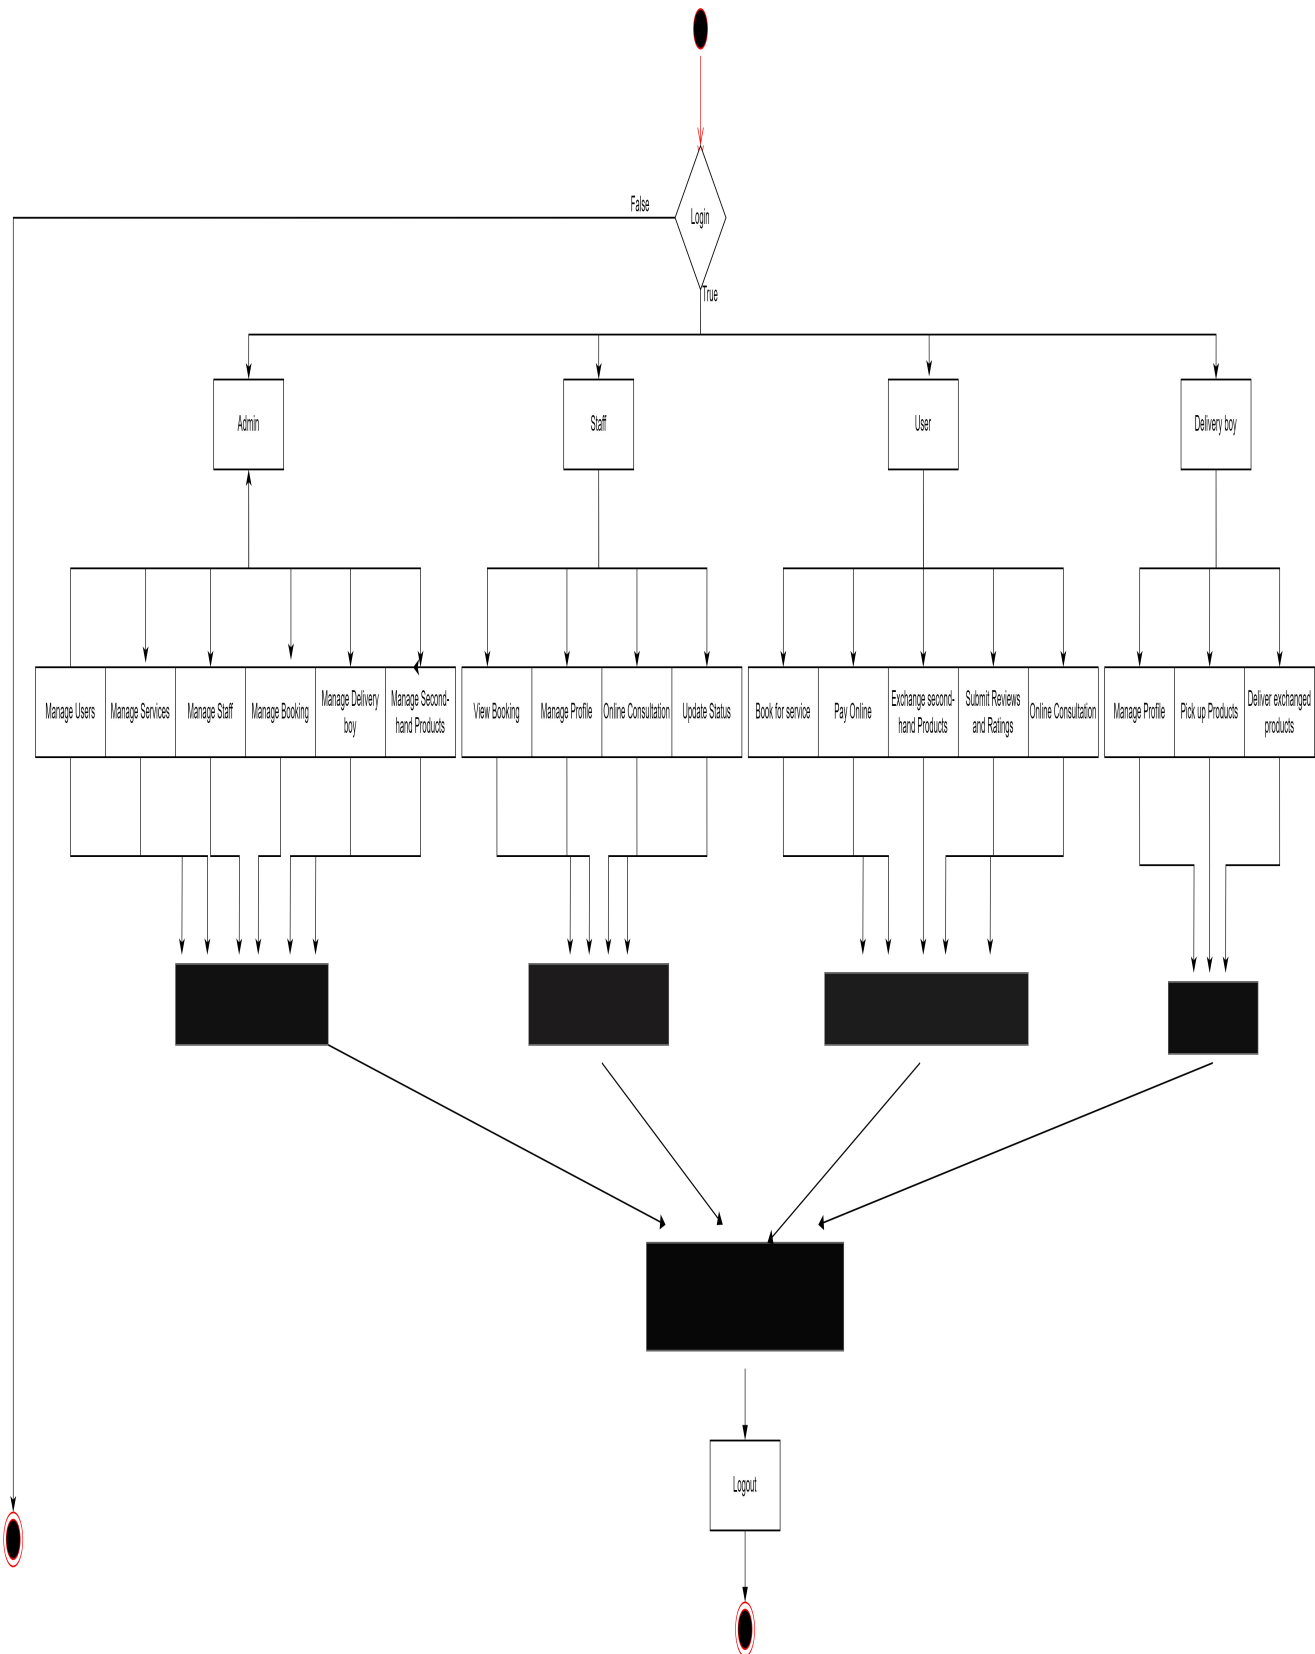 False
Login
True
Admin
Staff
User
Delivery boy
Manage Users
Manage Services
Manage Staff
Manage Booking
Manage Delivery
boy
Manage Second-
hand Products
View Booking
Manage Profile
Online Consultation
Update Status
Book for service
Pay Online
Exchange second-
hand Products
Submit Reviews
and Ratings
Online Consultation
Manage Profile
Pick up Products
Deliver exchanged
products
Logout